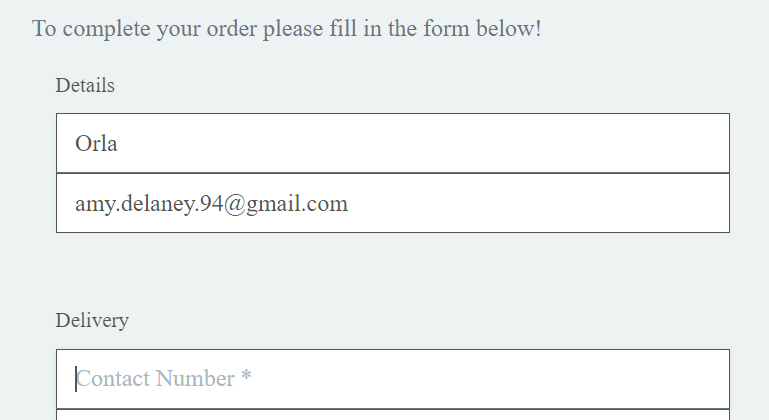 To complete your order please fill in the form below!
Details
Orla
amy.delaney.94@gmail.com
Delivery
Contact Number *